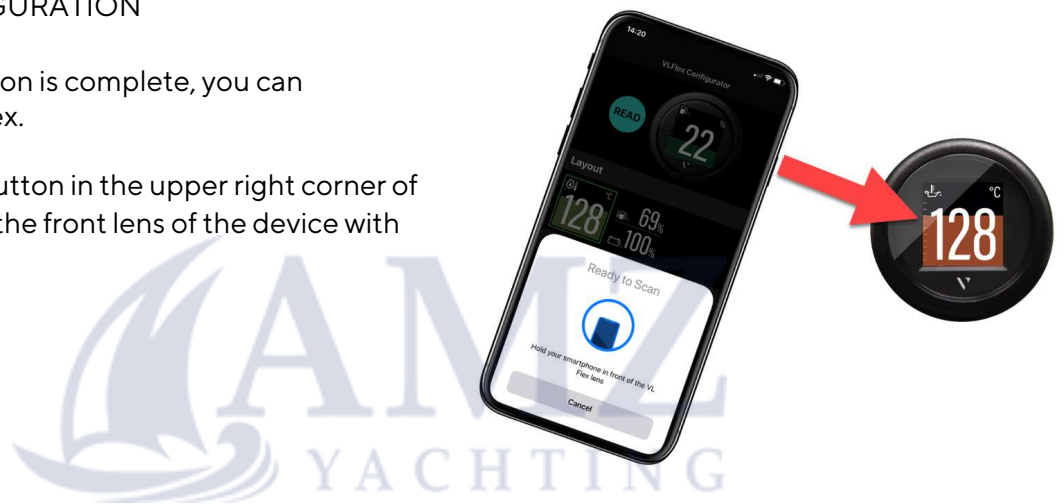 GURATION
on is complete, you can
ex.
utton in the upper right corner of
the front lens of the device with
14:20
VLFlex Configurator
READ
%
22
Layout
°C
128
69%
100%
Ready to Scan
Hold your smartphone in front of the VL
Flex lens
Cancel
°C
128
AMZ
YACHTING